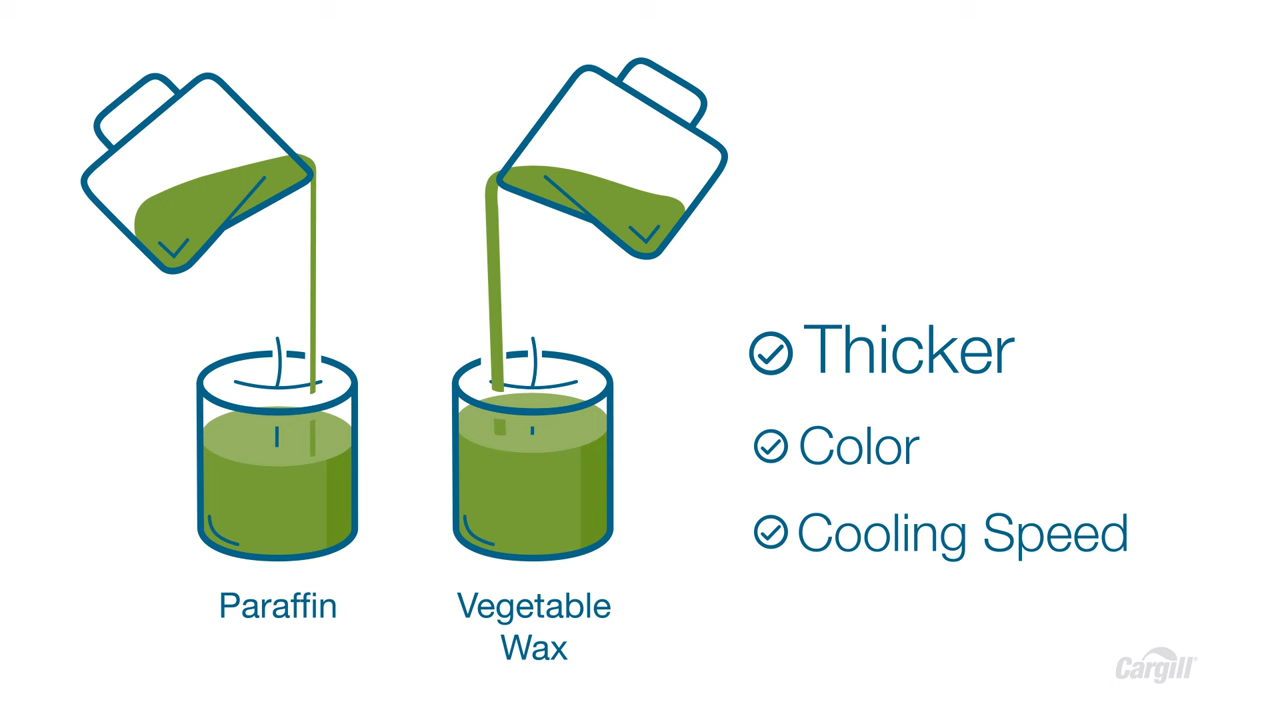 Thicker
Color
Cooling Speed
Paraffin
Vegetable
Wax
Cargill